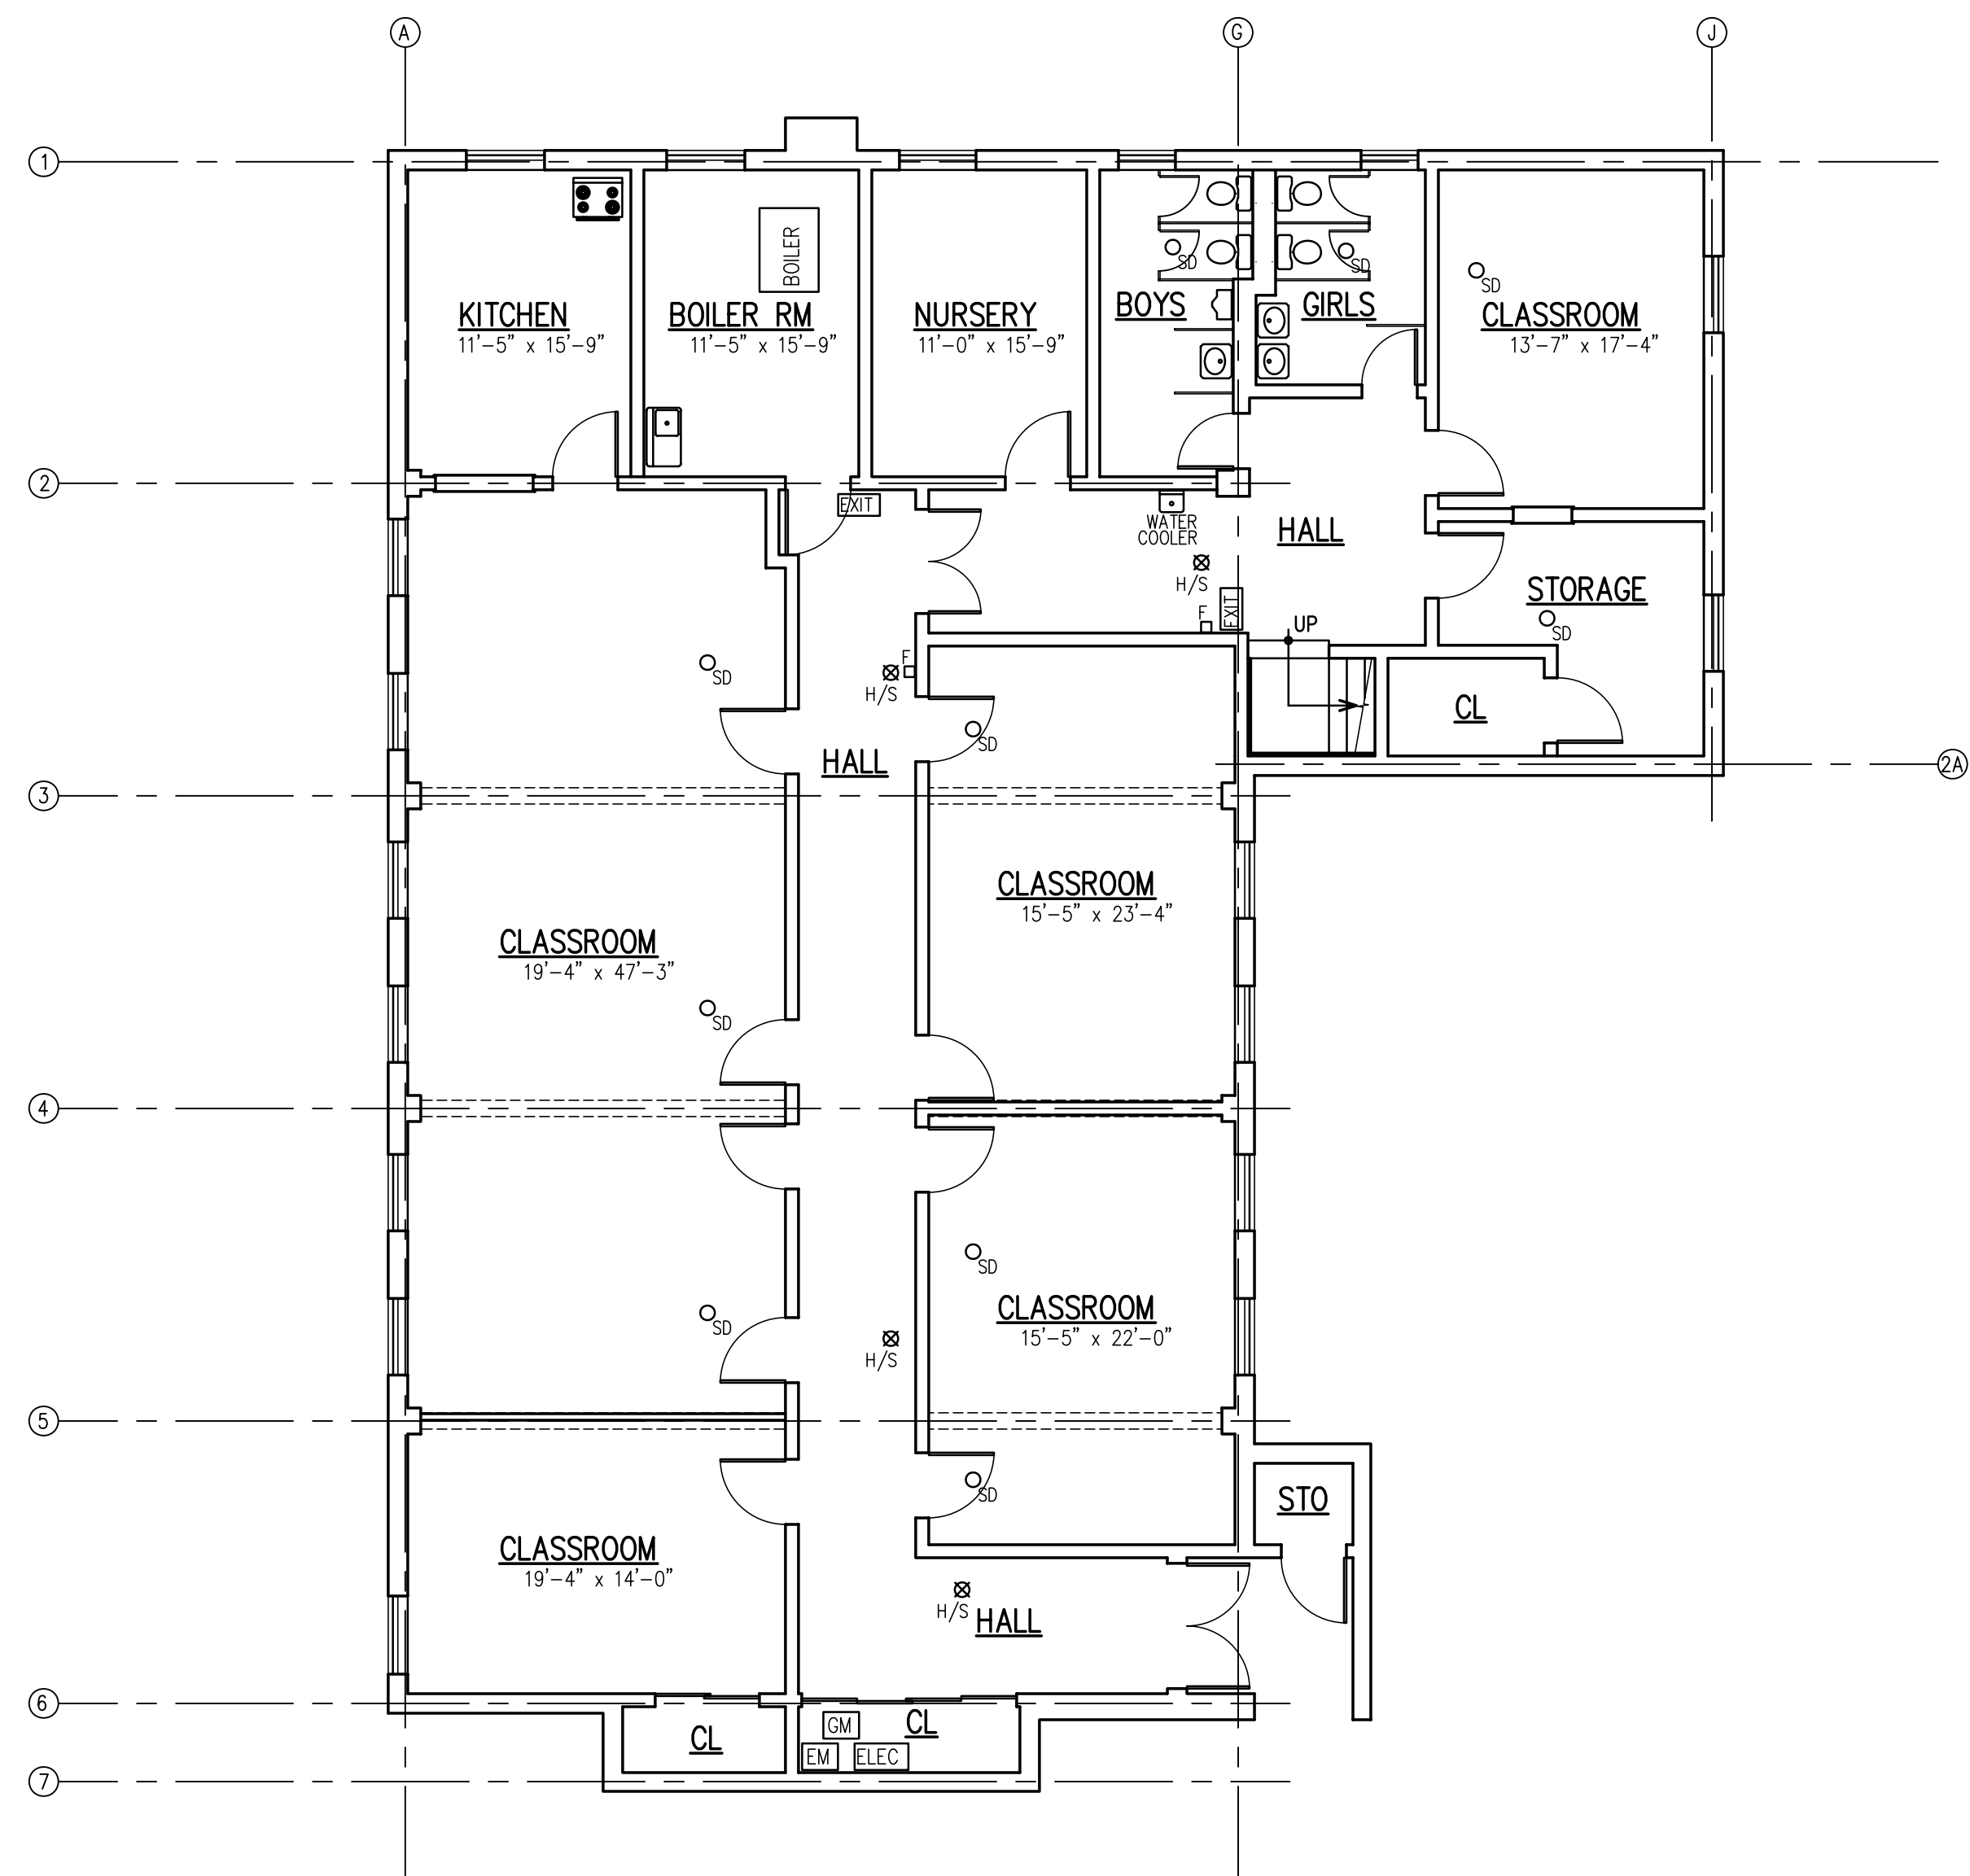 A
G
J
1
BOILER
SD
SD
SD
KITCHEN
11'-5" x 15'-9"
BOILER RM
11'-5" x 15'-9"
NURSERY
11'-0" x 15'-9"
BOYS
GIRLS
CLASSROOM
13'-7" x 17'-4"
2
EXIT
WATER
COOLER
HALL
H/S
STORAGE
EXIT
F
UP
SD
F
SD
H/S
CL
SD
HALL
2A
3
CLASSROOM
15'-5" x 23'-4"
CLASSROOM
19'-4" x 47'-3"
SD
4
SD
CLASSROOM
15'-5" x 22'-0"
SD
H/S
5
SD
STO
CLASSROOM
19'-4" x 14'-0"
H/S
HALL
6
GM
CL
CL
EM
ELEC
7